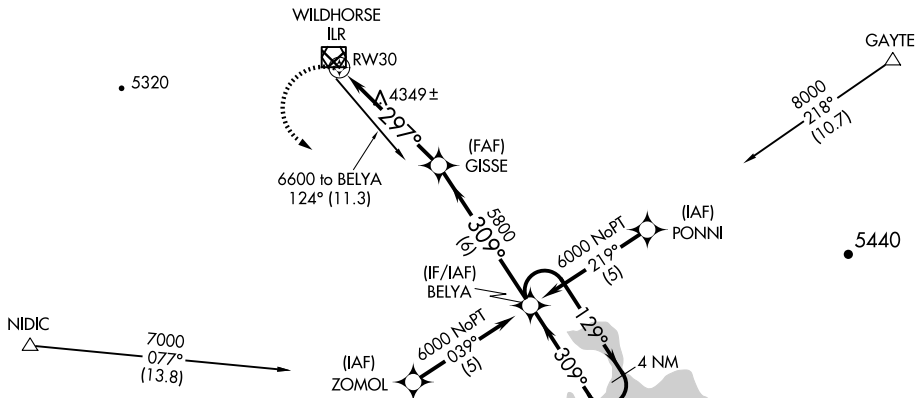 WILDHORSE
ILR
RW30
GAYTE
5320
4349±
8000
218°
(10.7)
297°
(FAF)
GISSE
6600 to BELYA
124° (11.3)
5800
309°
(6)
(IAF)
PONNI
6000 NoPT
219°
(5)
5440
(IF/IAF)
BELYA
129°
NIDIC
7000
077°
(13.8)
6000 NoPT
039°
(5)
(IAF)
ZOMOL
309°
4 NM